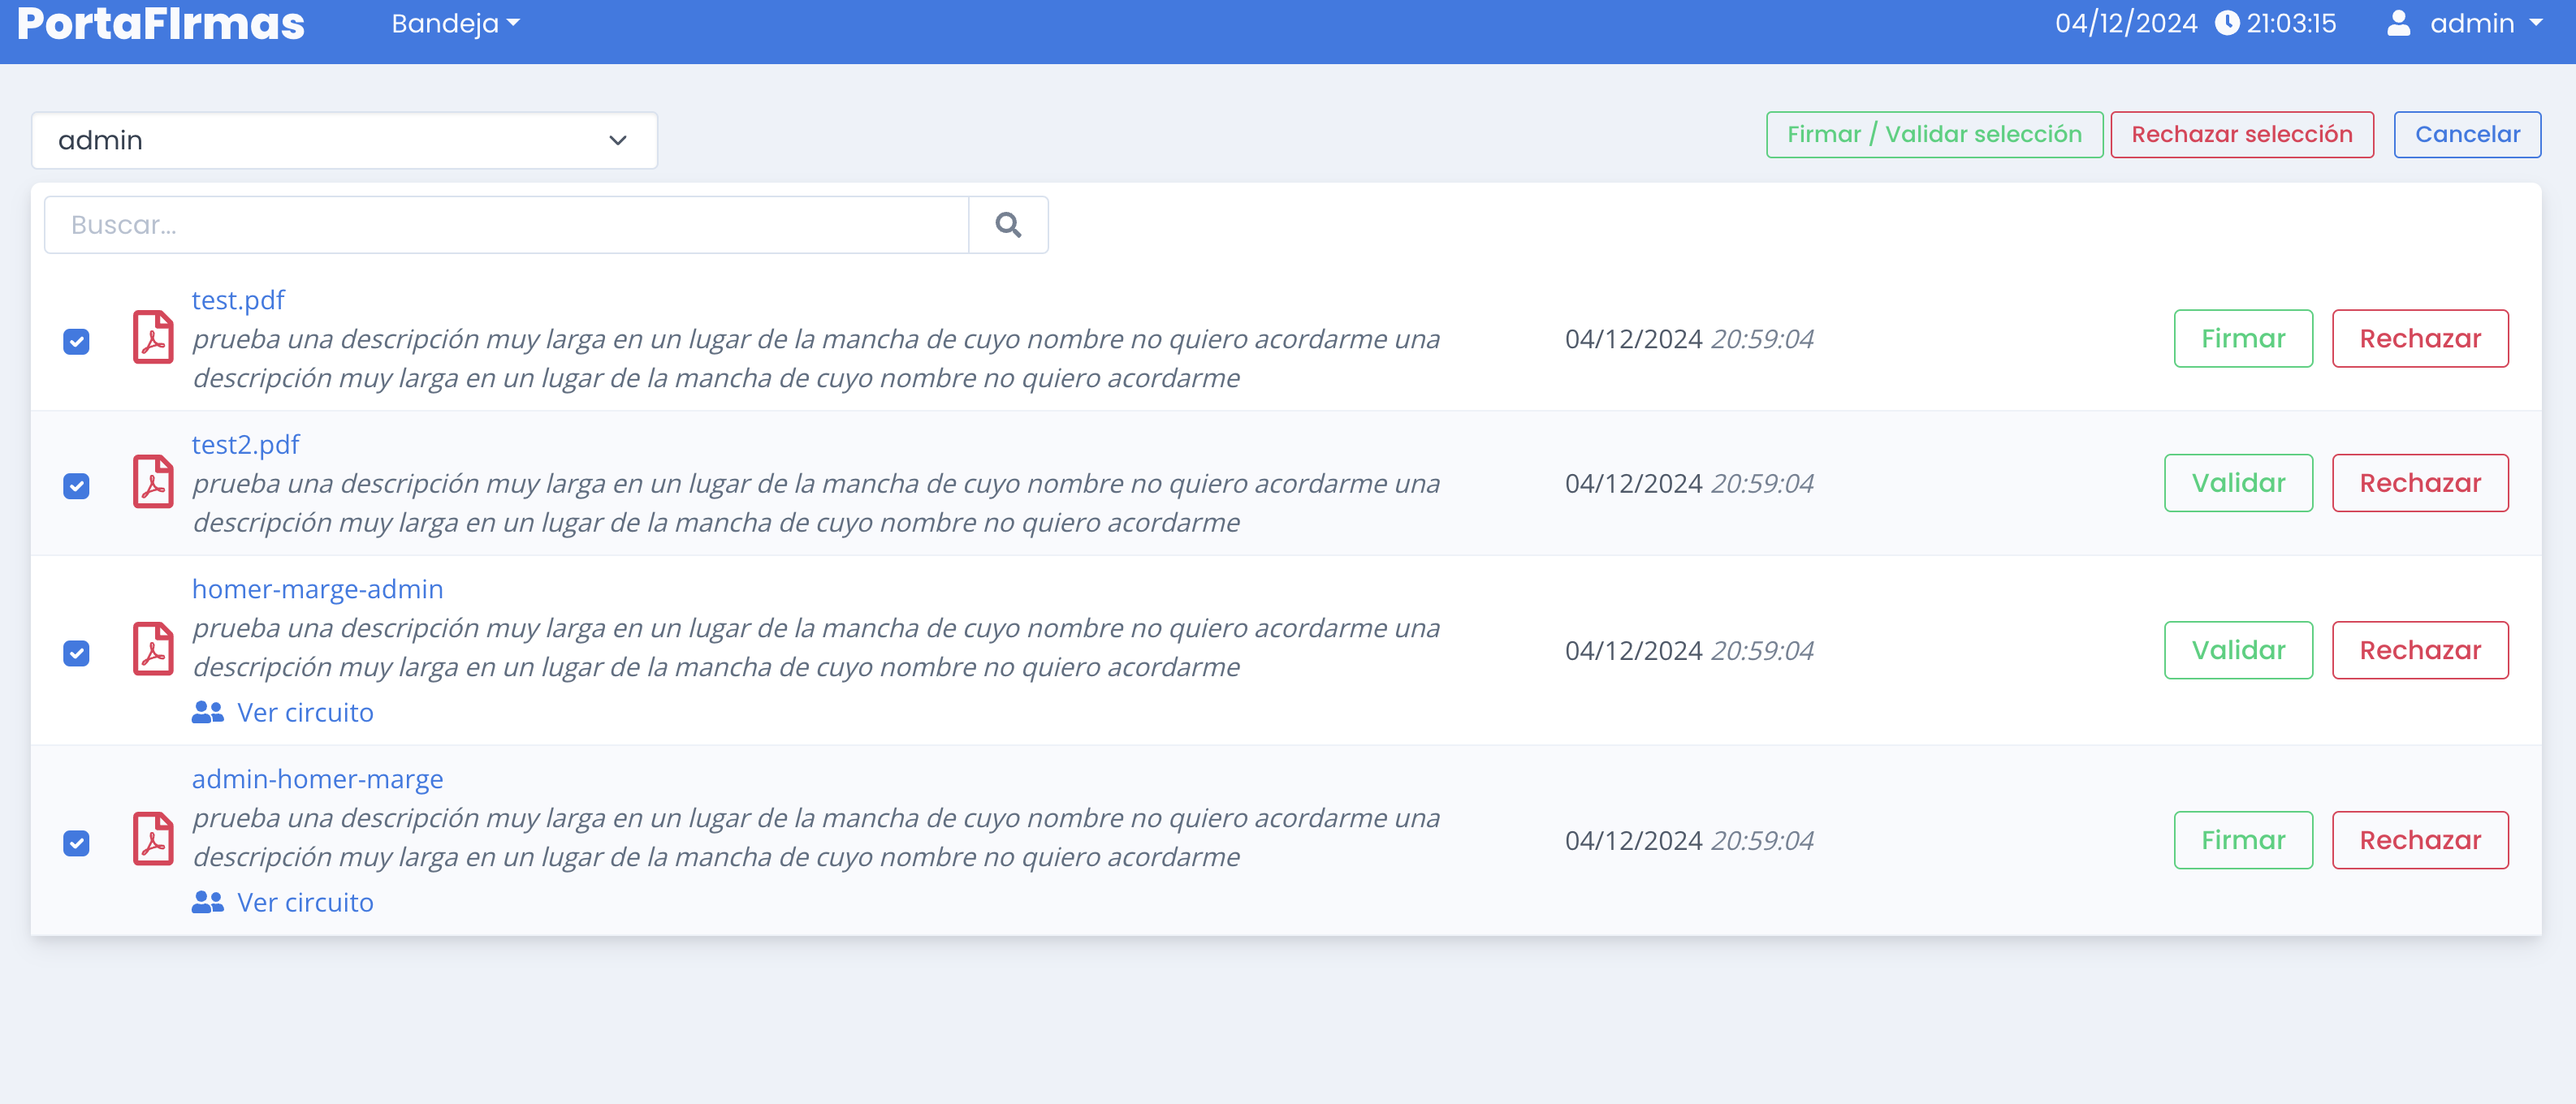 PortaFIrmas Bandeja 04/12/2024 21:03:15 admin
admin Firmar / Validar selección Rechazar selección Cancelar
Buscar...
test.pdf
prueba una descripción muy larga en un lugar de la mancha de cuyo nombre no quiero acordarme una
descripción muy larga en un lugar de la mancha de cuyo nombre no quiero acordarme
04/12/2024 20:59:04 Firmar Rechazar
test2.pdf
prueba una descripción muy larga en un lugar de la mancha de cuyo nombre no quiero acordarme una
descripción muy larga en un lugar de la mancha de cuyo nombre no quiero acordarme
04/12/2024 20:59:04 Validar Rechazar
homer-marge-admin
prueba una descripción muy larga en un lugar de la mancha de cuyo nombre no quiero acordarme una
descripción muy larga en un lugar de la mancha de cuyo nombre no quiero acordarme
Ver circuito
04/12/2024 20:59:04 Validar Rechazar
admin-homer-marge
prueba una descripción muy larga en un lugar de la mancha de cuyo nombre no quiero acordarme una
descripción muy larga en un lugar de la mancha de cuyo nombre no quiero acordarme
Ver circuito
04/12/2024 20:59:04 Firmar Rechazar